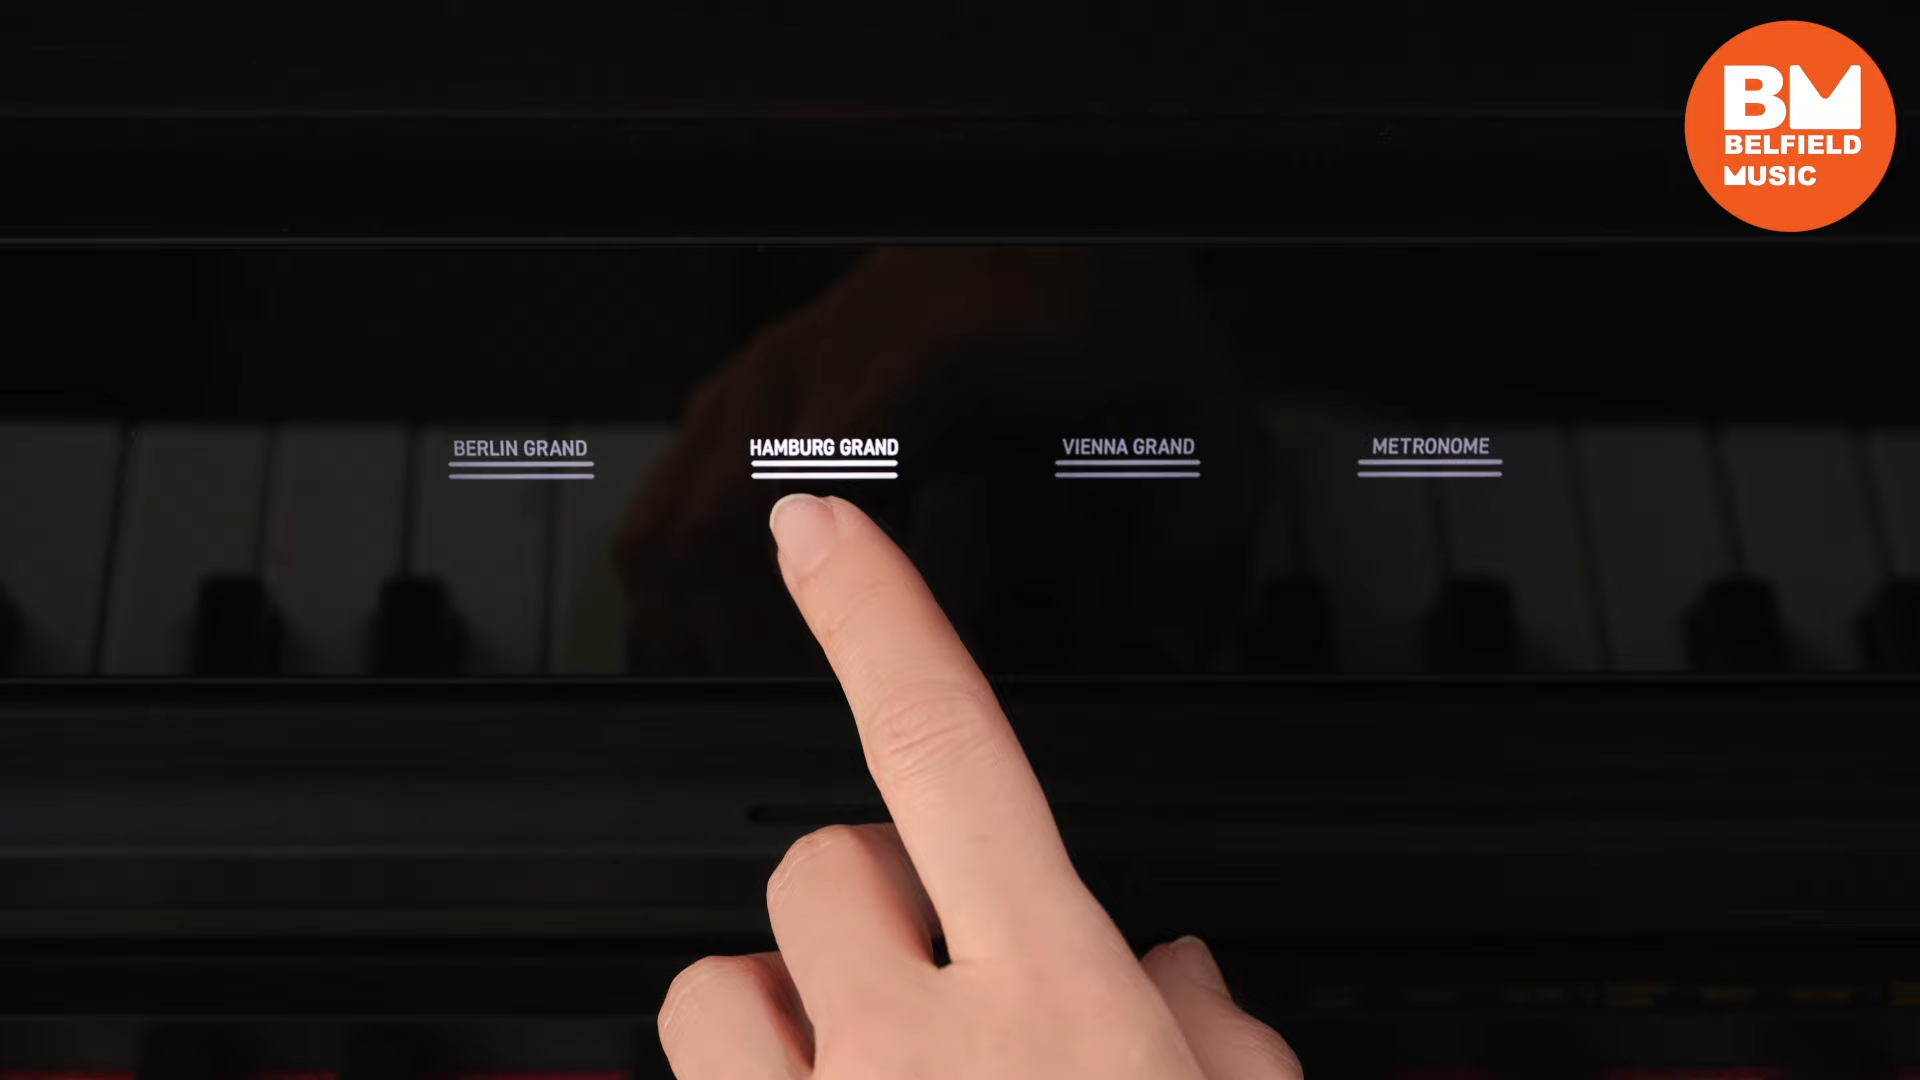 BM
BELFIELD
MUSIC
BERLIN GRAND
HAMBURG GRAND
VIENNA GRAND
METRONOME